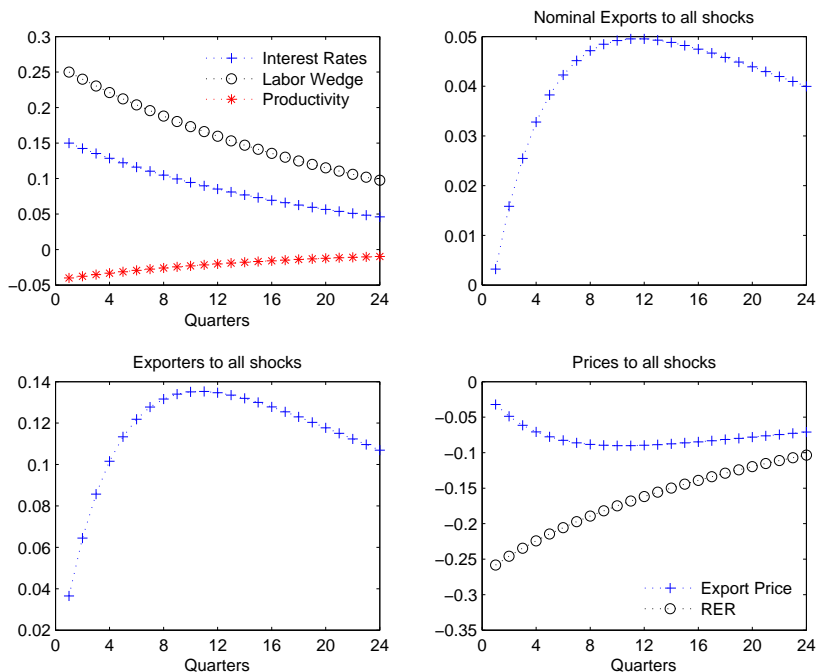 Nominal Exports to all shocks
0.3
0.25
0.2
0.15
0.1
0.05
0
−0.05
Interest Rates
Labor Wedge
Productivity
0 4 8 12 16 20 24
Quarters
0.05
0.04
0.03
0.02
0.01
0
0 4 8 12 16 20 24
Exporters to all shocks
0.14
0.12
0.1
0.08
0.06
0.04
0.02
0 4 8 12 16 20 24
Quarters
Prices to all shocks
0
−0.05
−0.1
−0.15
−0.2
−0.25
−0.3
−0.35
Export Price
RER
0 4 8 12 16 20 24
Quarters